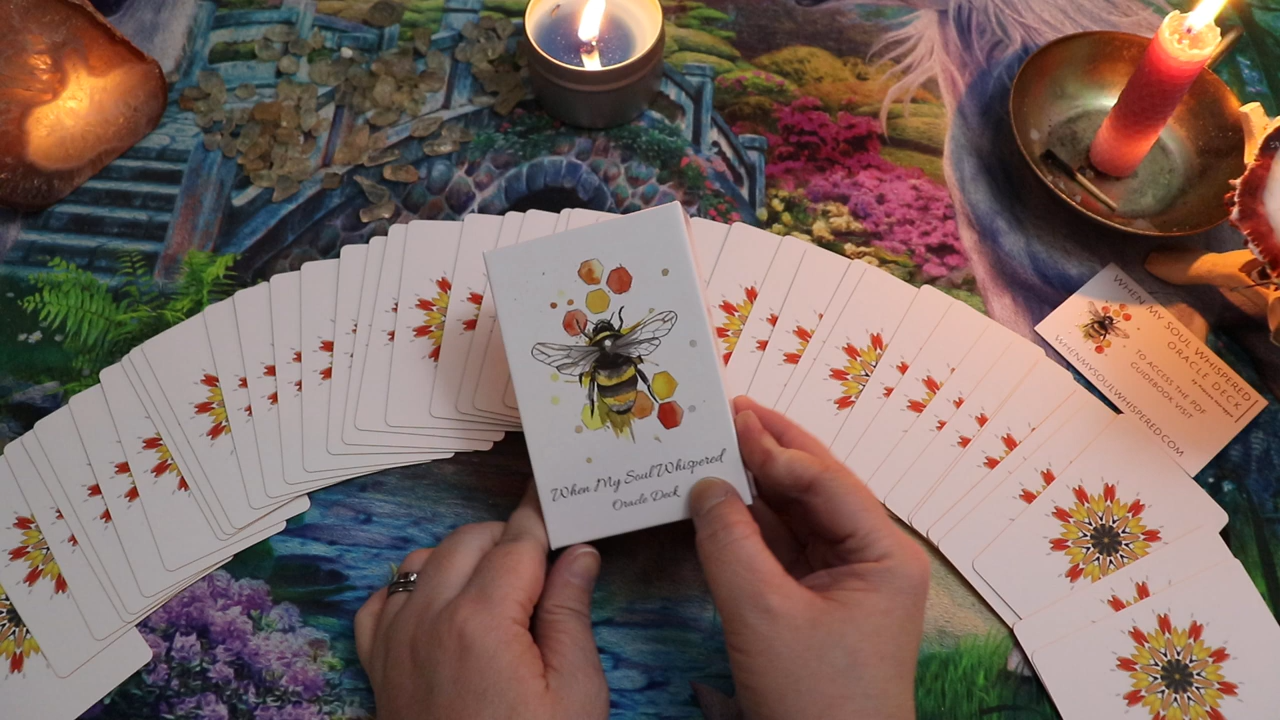 When My Soul Whispered
Oracle Deck
WHEN MY SOUL WHISPERED
ORACLE DECK
TO ACCESS THE PDF
GUIDEBOOK VISIT
WHENMYSOULWHISPERED.COM